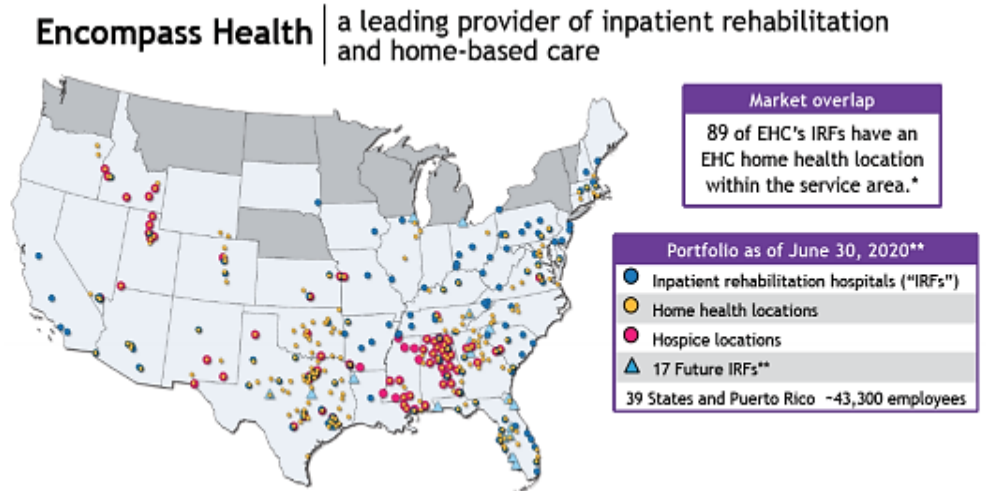 Encompass Health
a leading provider of inpatient rehabilitation
and home-based care
Market overlap
89 of EHC's IRFs have an
EHC home health location
within the service area.*
Portfolio as of June 30, 2020**
Inpatient rehabilitation hospitals ("IRFs")
Home health locations
Hospice locations
17 Future IRFs**
39 States and Puerto Rico ~43,300 employees